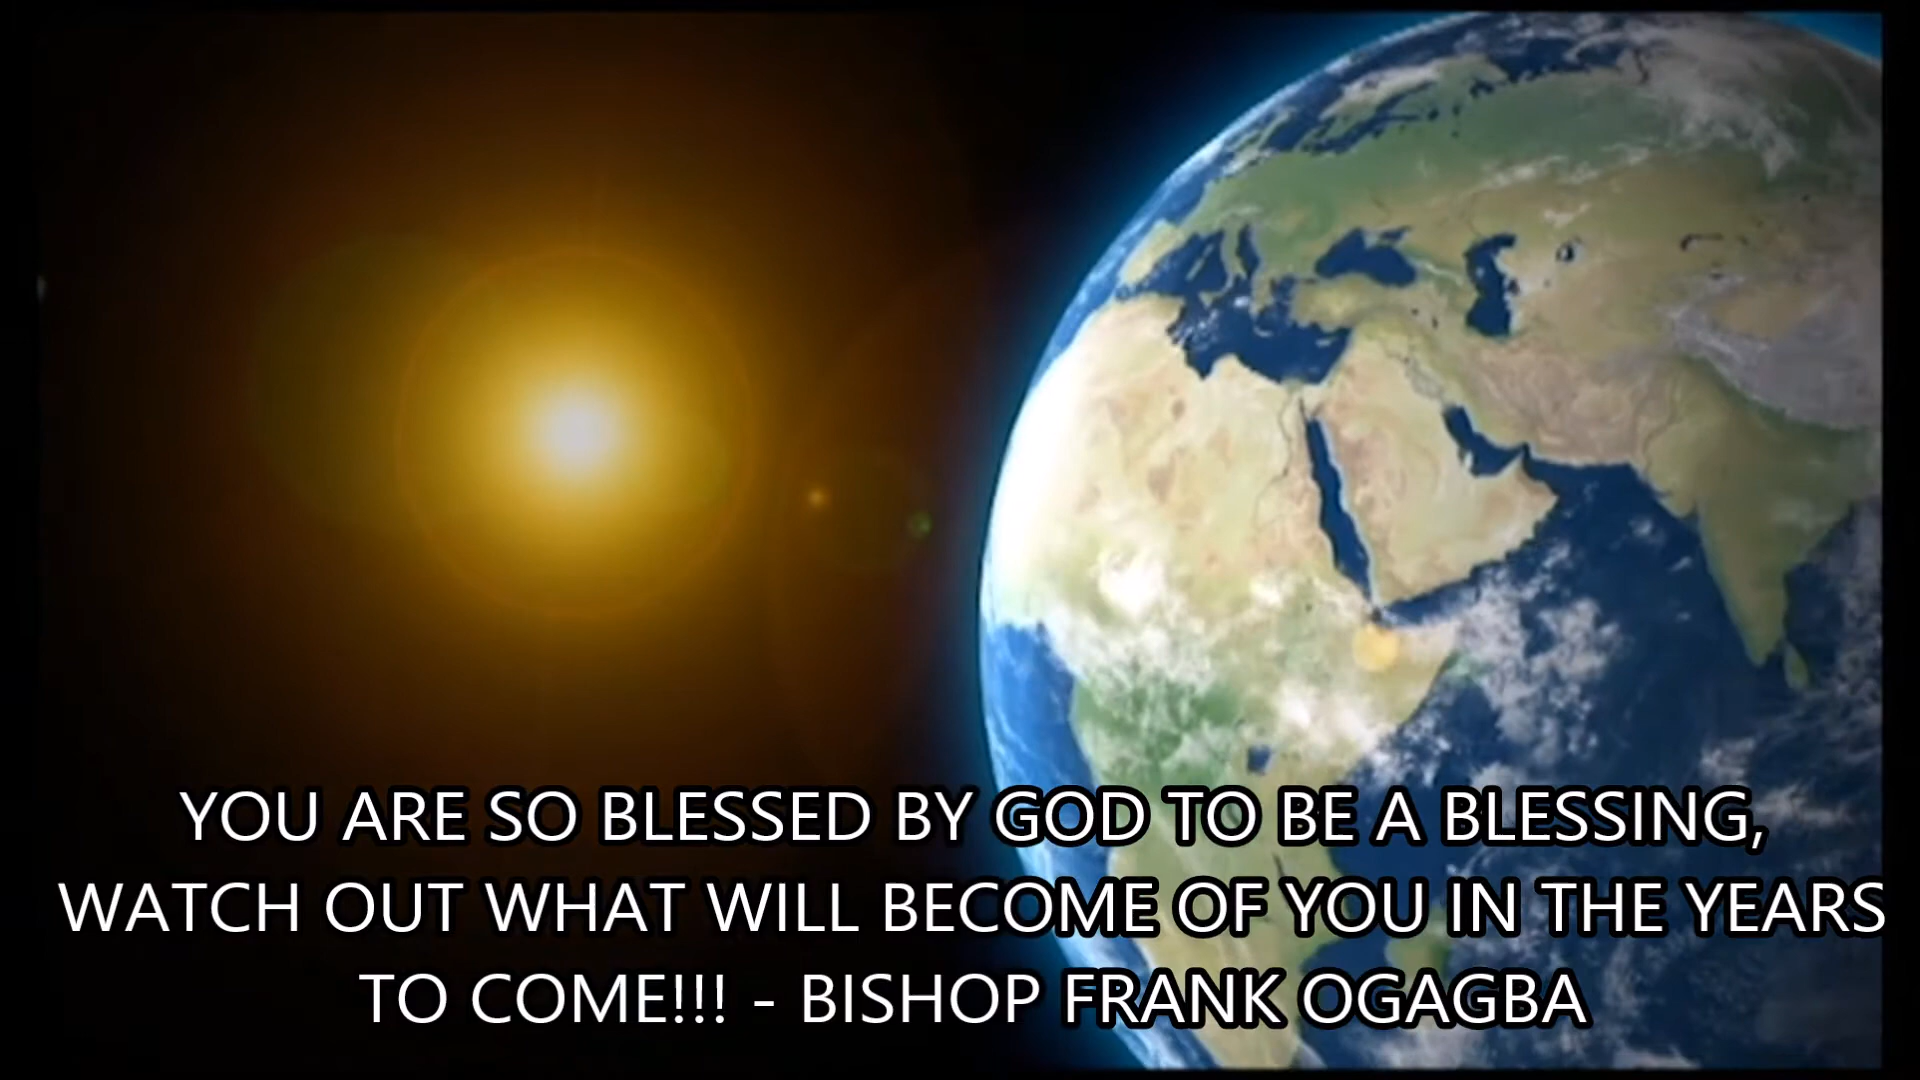 YOU ARE SO BLESSED BY GOD TO BE A BLESSING,
WATCH OUT WHAT WILL BECOME OF YOU IN THE YEARS
TO COME!!! - BISHOP FRANK OGAGBA